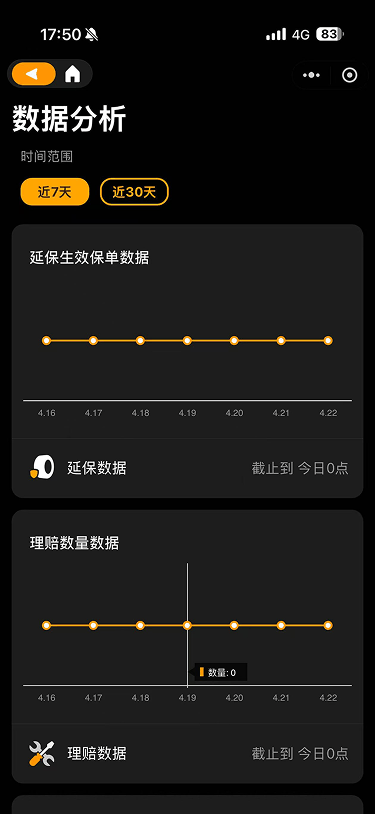 17:50 4G 83
数据分析
时间范围
近7天 近30天
延保生效保单数据
4.16 4.17 4.18 4.19 4.20 4.21 4.22
延保数据 截止到 今日0点
理赔数量数据
数量: 0
4.16 4.17 4.18 4.19 4.20 4.21 4.22
理赔数据 截止到 今日0点